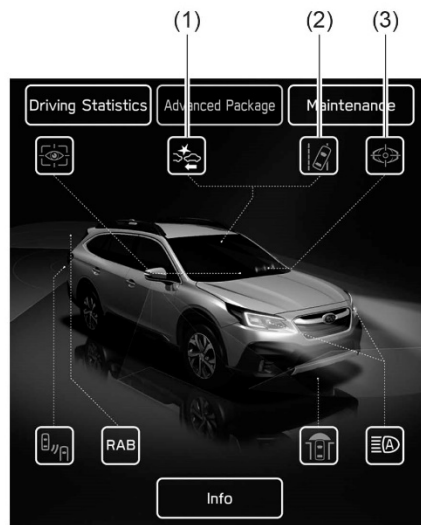 (1) (2) (3)
Driving Statistics Advanced Package Maintenance
RAB A
Info